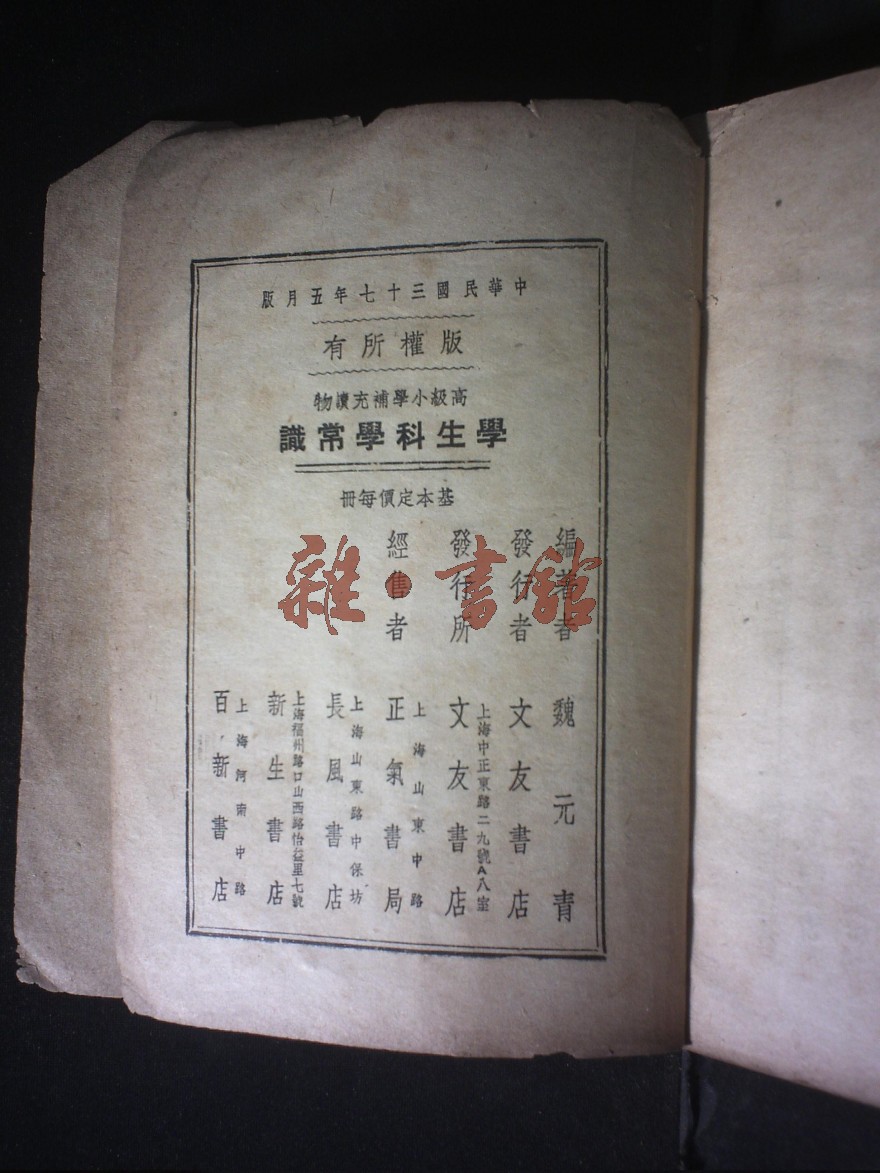 中華民國三十七年五月版
版權所有
高級小學補充讀物
學生科學常識
基本定價每冊
編著者 魏元青
發行者 文友書店
上海中正東路二九號A八室
發行所 文友書店
上海山東中路
經售者 正氣書局
上海山東路中保坊
長風書店
上海福州路口山西路怡益里七號
新生書店
上海河南中路
百新書店
雜·書館